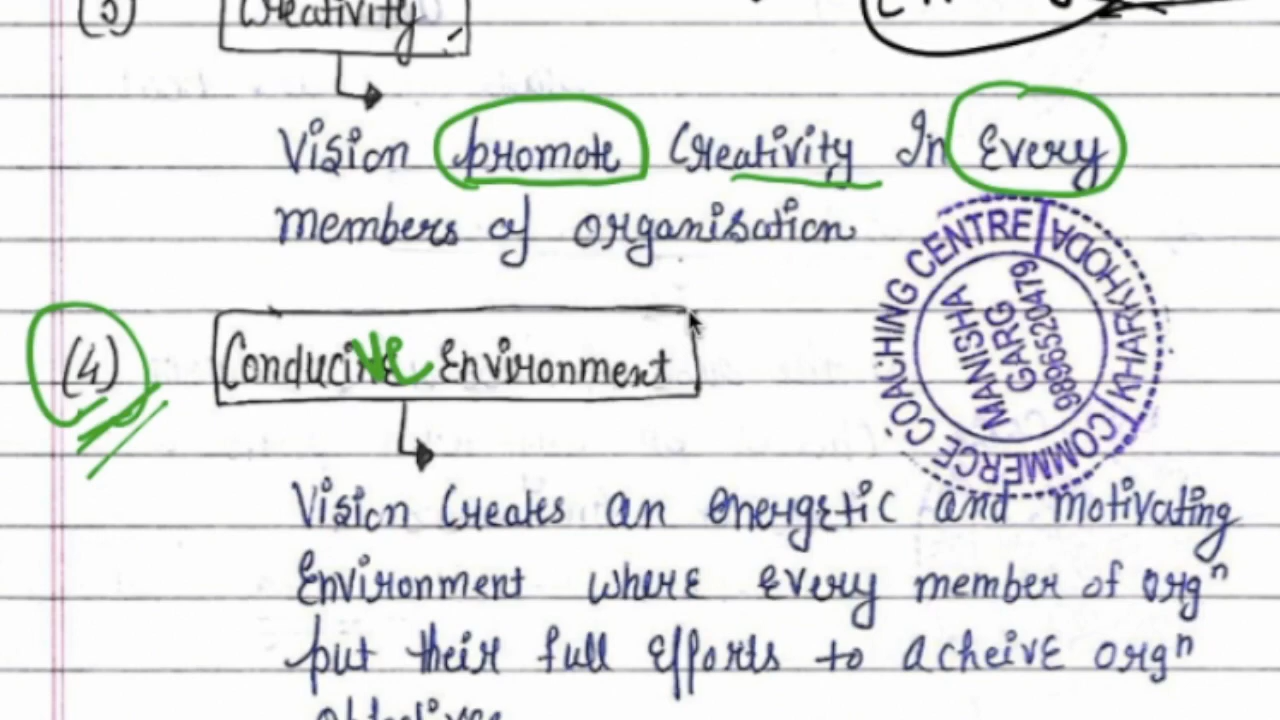 (3) Creativity
Vision promote Creativity In Every
members of organisation
(4) Conducive Environment
Vision Creates an energetic and motivating
Environment where every member of orgⁿ
put their full efforts to acheive orgⁿ
objectives
COMMERCE COACHING CENTRE
MANISHA
GARG
9896520479